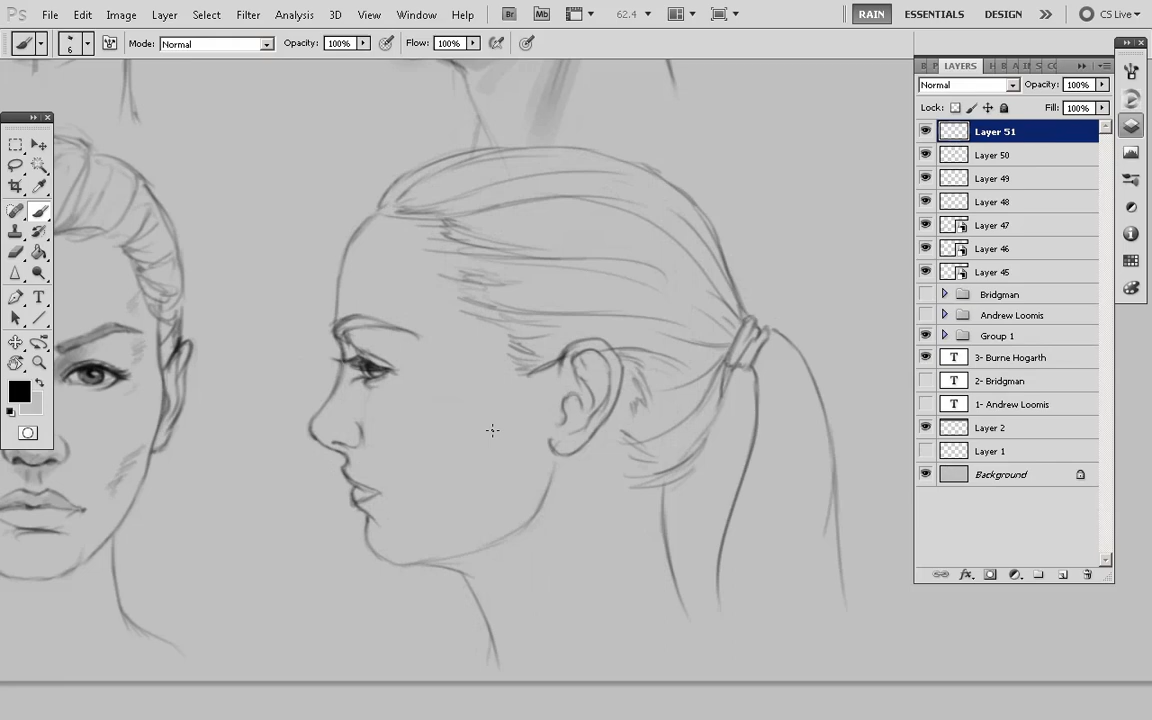 Ps File Edit Image Layer Select Filter Analysis 3D View Window Help Br Mb 62.4 RAIN ESSENTIALS DESIGN CS Live
6 Mode: Normal Opacity: 100% Flow: 100%
LAYERS
Normal Opacity: 100%
Lock: Fill: 100%
Layer 51
Layer 50
Layer 49
Layer 48
Layer 47
Layer 46
Layer 45
Bridgman
Andrew Loomis
Group 1
T 3- Burne Hogarth
T 2- Bridgman
T 1- Andrew Loomis
Layer 2
Layer 1
Background